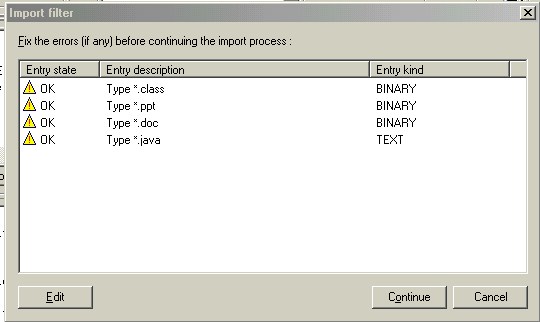 Import filter
Fix the errors (if any) before continuing the import process :
Entry state Entry description Entry kind
OK Type *.class BINARY
OK Type *.ppt BINARY
OK Type *.doc BINARY
OK Type *.java TEXT
Edit Continue Cancel